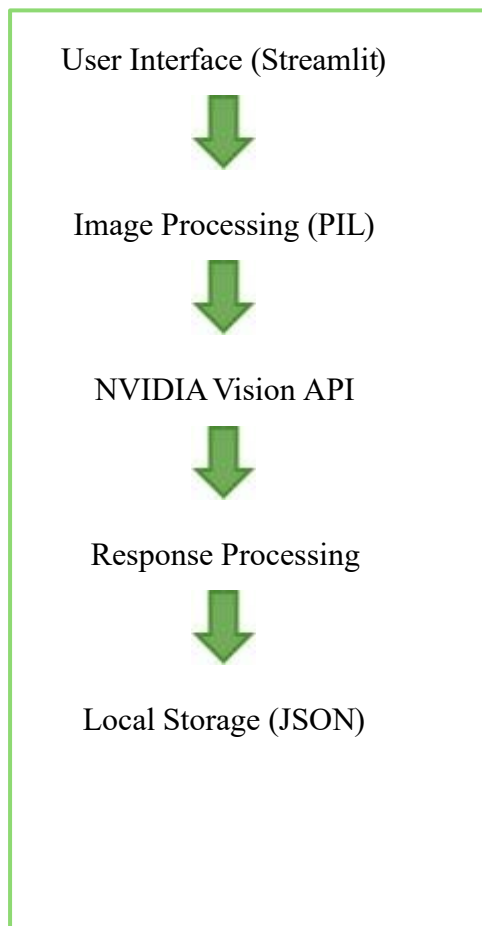 User Interface (Streamlit)
Image Processing (PIL)
NVIDIA Vision API
Response Processing
Local Storage (JSON)